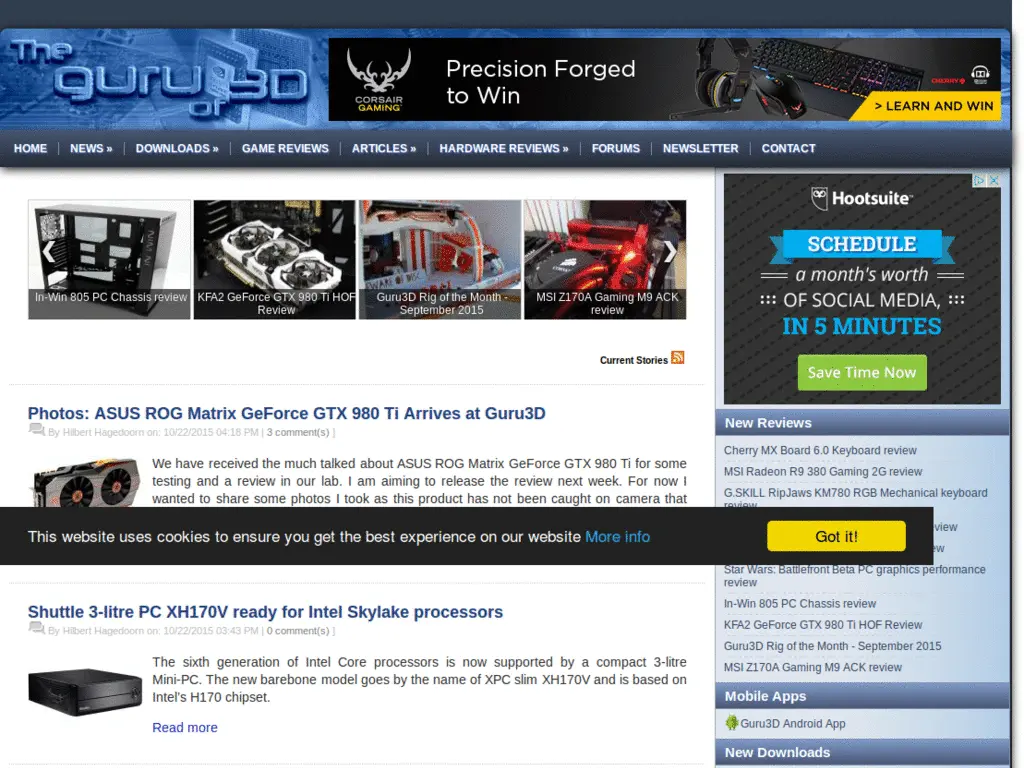 The
guru
of
3D
CORSAIR
GAMING
Precision Forged
to Win
> LEARN AND WIN
HOME
NEWS »
DOWNLOADS »
GAME REVIEWS
ARTICLES »
HARDWARE REVIEWS »
FORUMS
NEWSLETTER
CONTACT
In-Win 805 PC Chassis review
KFA2 GeForce GTX 980 Ti HOF
Review
Guru3D Rig of the Month -
September 2015
MSI Z170A Gaming M9 ACK
review
Current Stories
Photos: ASUS ROG Matrix GeForce GTX 980 Ti Arrives at Guru3D
By Hilbert Hagedoorn on: 10/22/2015 04:18 PM | 3 comment(s) ]
We have received the much talked about ASUS ROG Matrix GeForce GTX 980 Ti for some
testing and a review in our lab. I am aiming to release the review next week. For now I
wanted to share some photos I took as this product has not been caught on camera that
This website uses cookies to ensure you get the best experience on our website More info
Got it!
Shuttle 3-litre PC XH170V ready for Intel Skylake processors
By Hilbert Hagedoorn on: 10/22/2015 03:43 PM | 0 comment(s) ]
The sixth generation of Intel Core processors is now supported by a compact 3-litre
Mini-PC. The new barebone model goes by the name of XPC slim XH170V and is based on
Intel's H170 chipset.
Read more
Hootsuite
SCHEDULE
a month's worth
OF SOCIAL MEDIA,
IN 5 MINUTES
Save Time Now
New Reviews
Cherry MX Board 6.0 Keyboard review
MSI Radeon R9 380 Gaming 2G review
G.SKILL RipJaws KM780 RGB Mechanical keyboard
review
Star Wars: Battlefront Beta PC graphics performance
review
In-Win 805 PC Chassis review
KFA2 GeForce GTX 980 Ti HOF Review
Guru3D Rig of the Month - September 2015
MSI Z170A Gaming M9 ACK review
Mobile Apps
Guru3D Android App
New Downloads